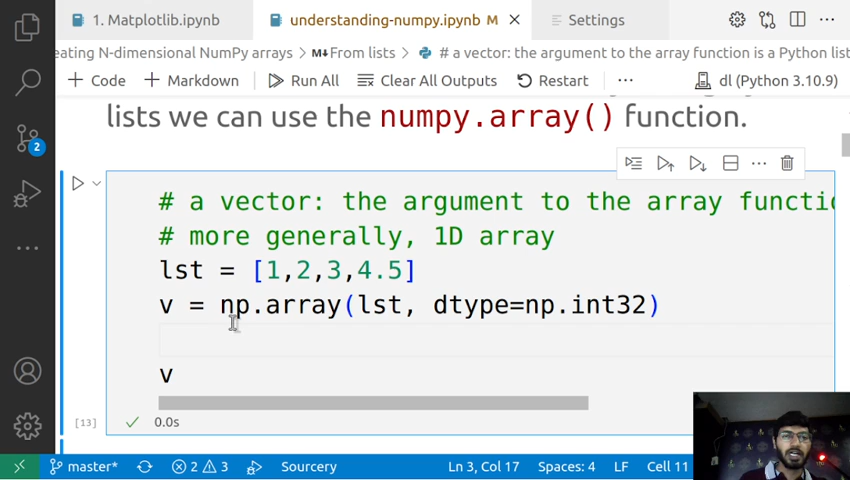 1. Matplotlib.ipynb
understanding-numpy.ipynb M
Settings
eating N-dimensional NumPy arrays > From lists > # a vector: the argument to the array function is a Python list
+ Code + Markdown Run All Clear All Outputs Restart ... dl (Python 3.10.9)
lists we can use the numpy.array() function.
# a vector: the argument to the array functio
# more generally, 1D array
lst = [1,2,3,4.5]
v = np.array(lst, dtype=np.int32)
v
[13] 0.0s
2
master* 2 3 Sourcery Ln 3, Col 17 Spaces: 4 LF Cell 11